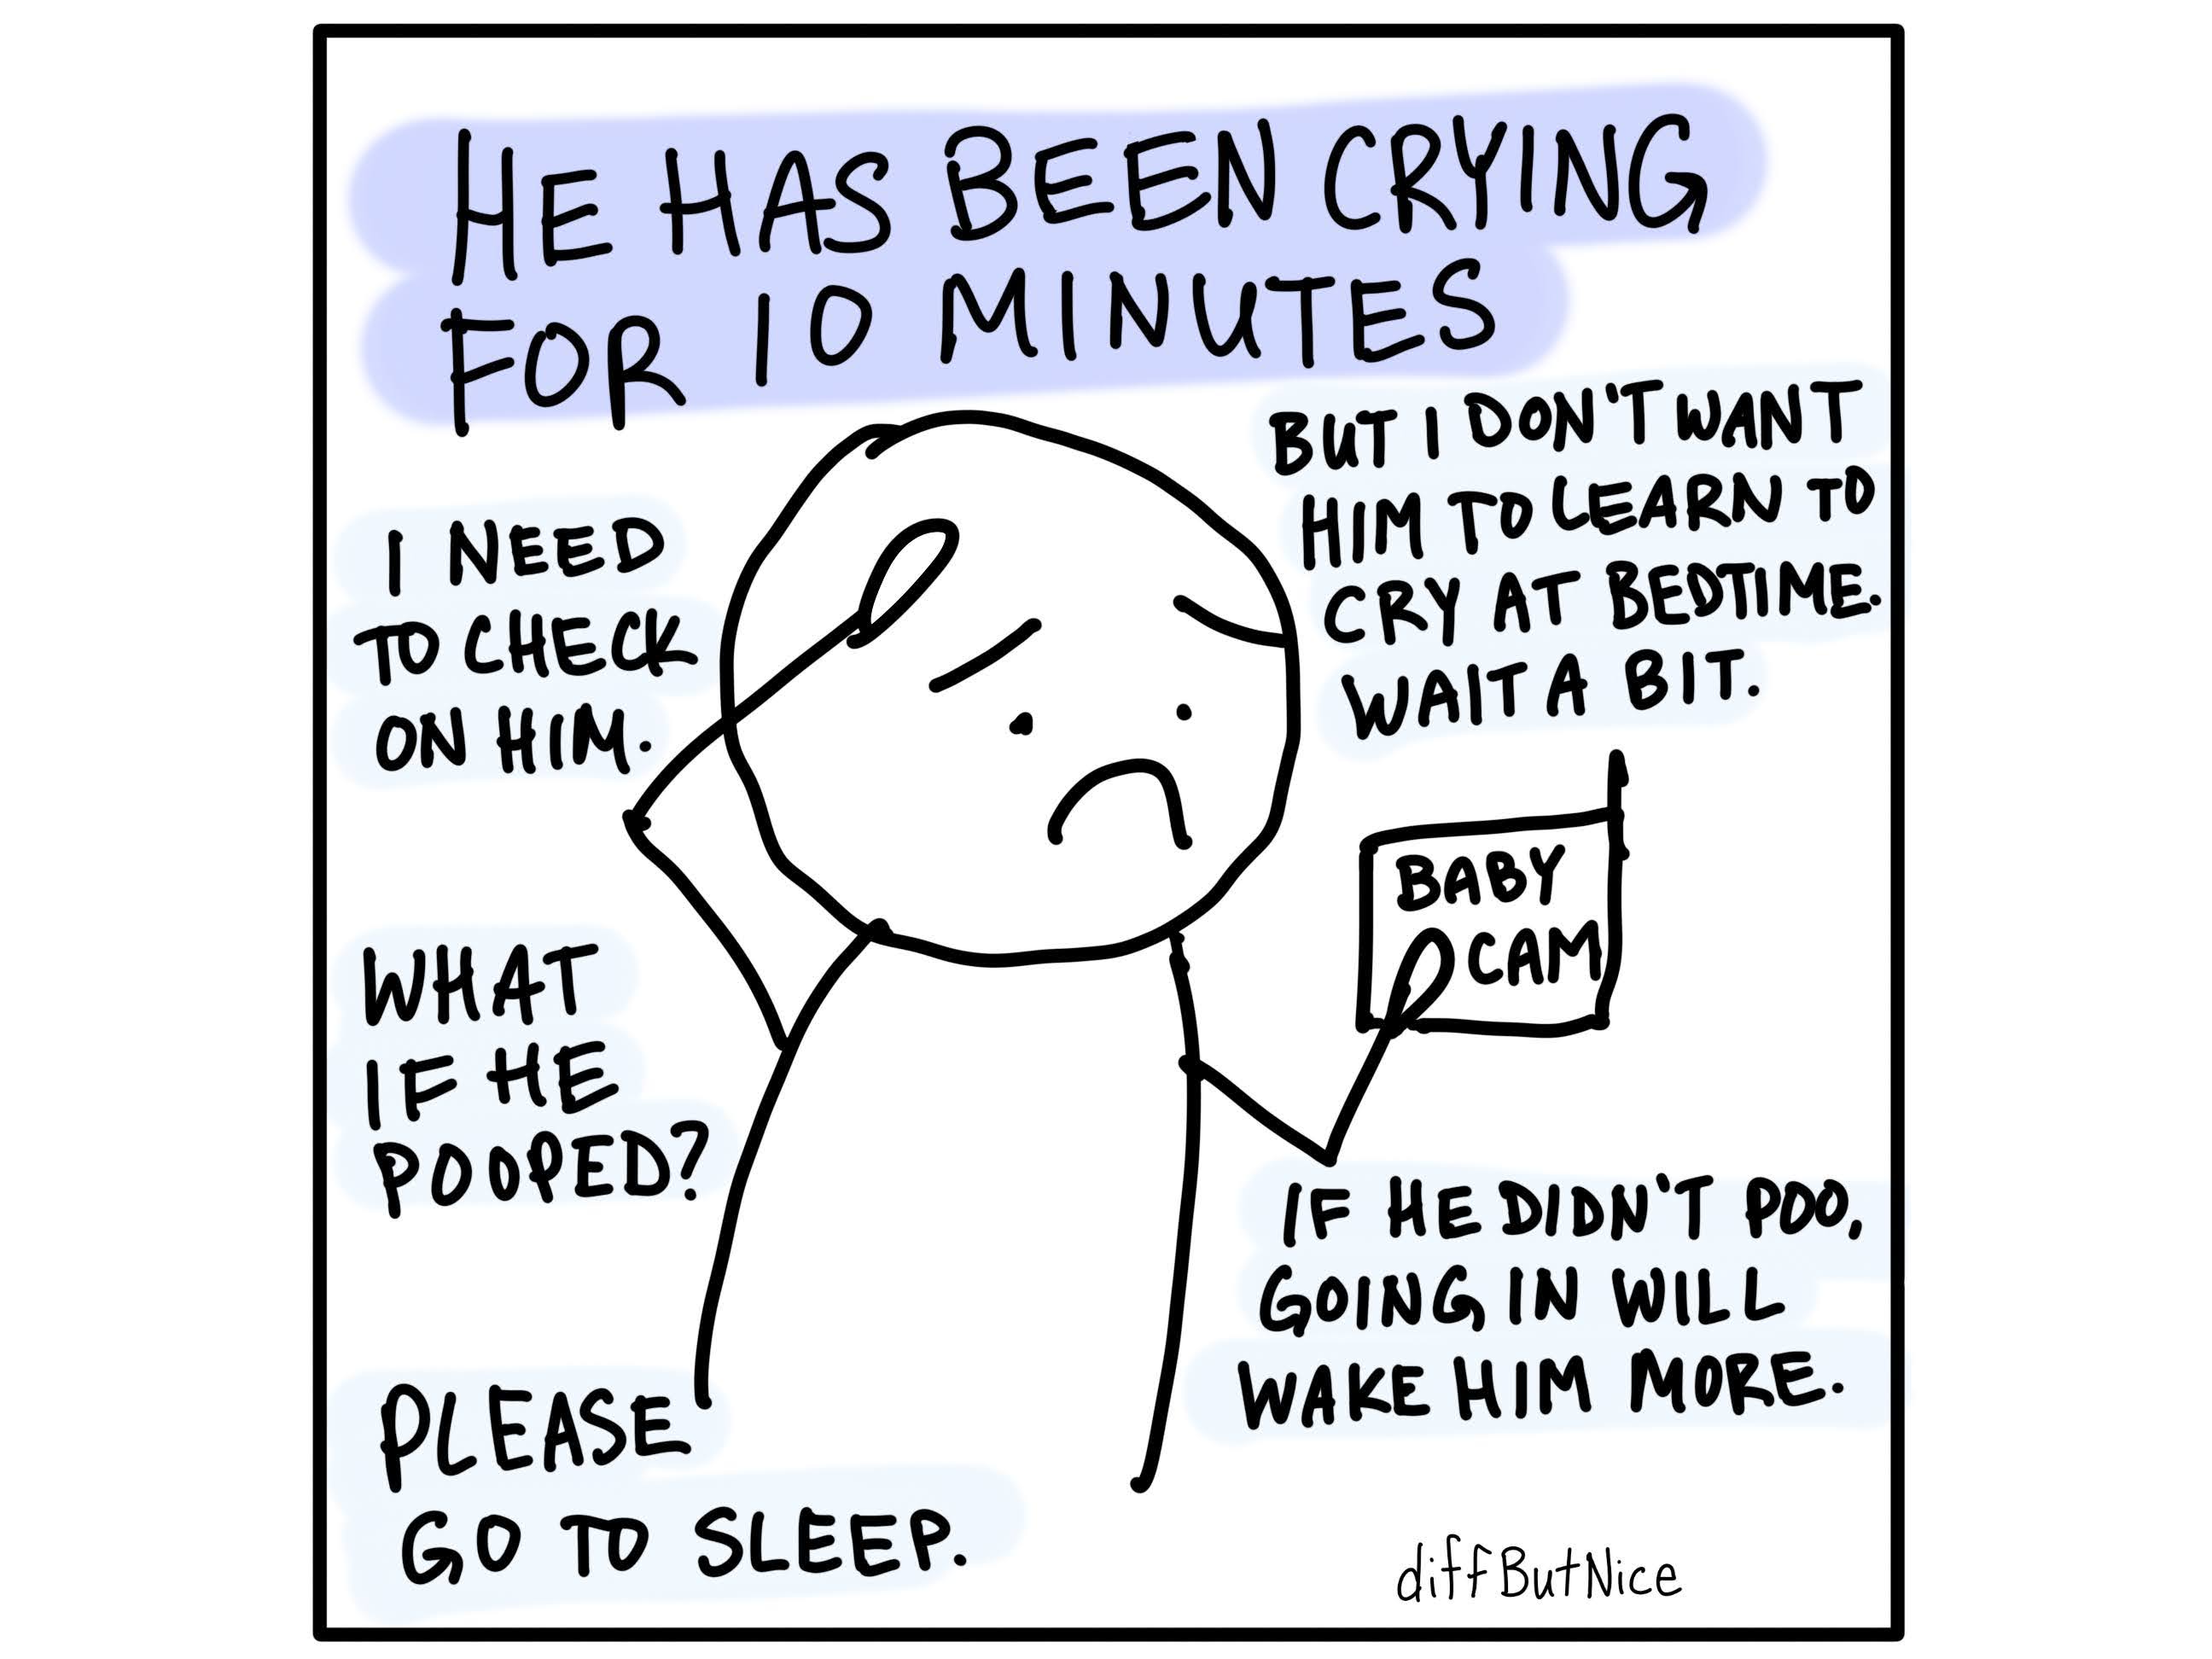 HE HAS BEEN CRYING
FOR 10 MINUTES
I NEED
TO CHECK
ON HIM.
BUT I DON'T WANT
HIM TO LEARN TO
CRY AT BEDTIME.
WAIT A BIT.
BABY
CAM
WHAT
IF HE
POOPED?
IF HE DIDN'T POO,
GOING IN WILL
WAKE HIM MORE.
PLEASE
GO TO SLEEP.
diffButNice